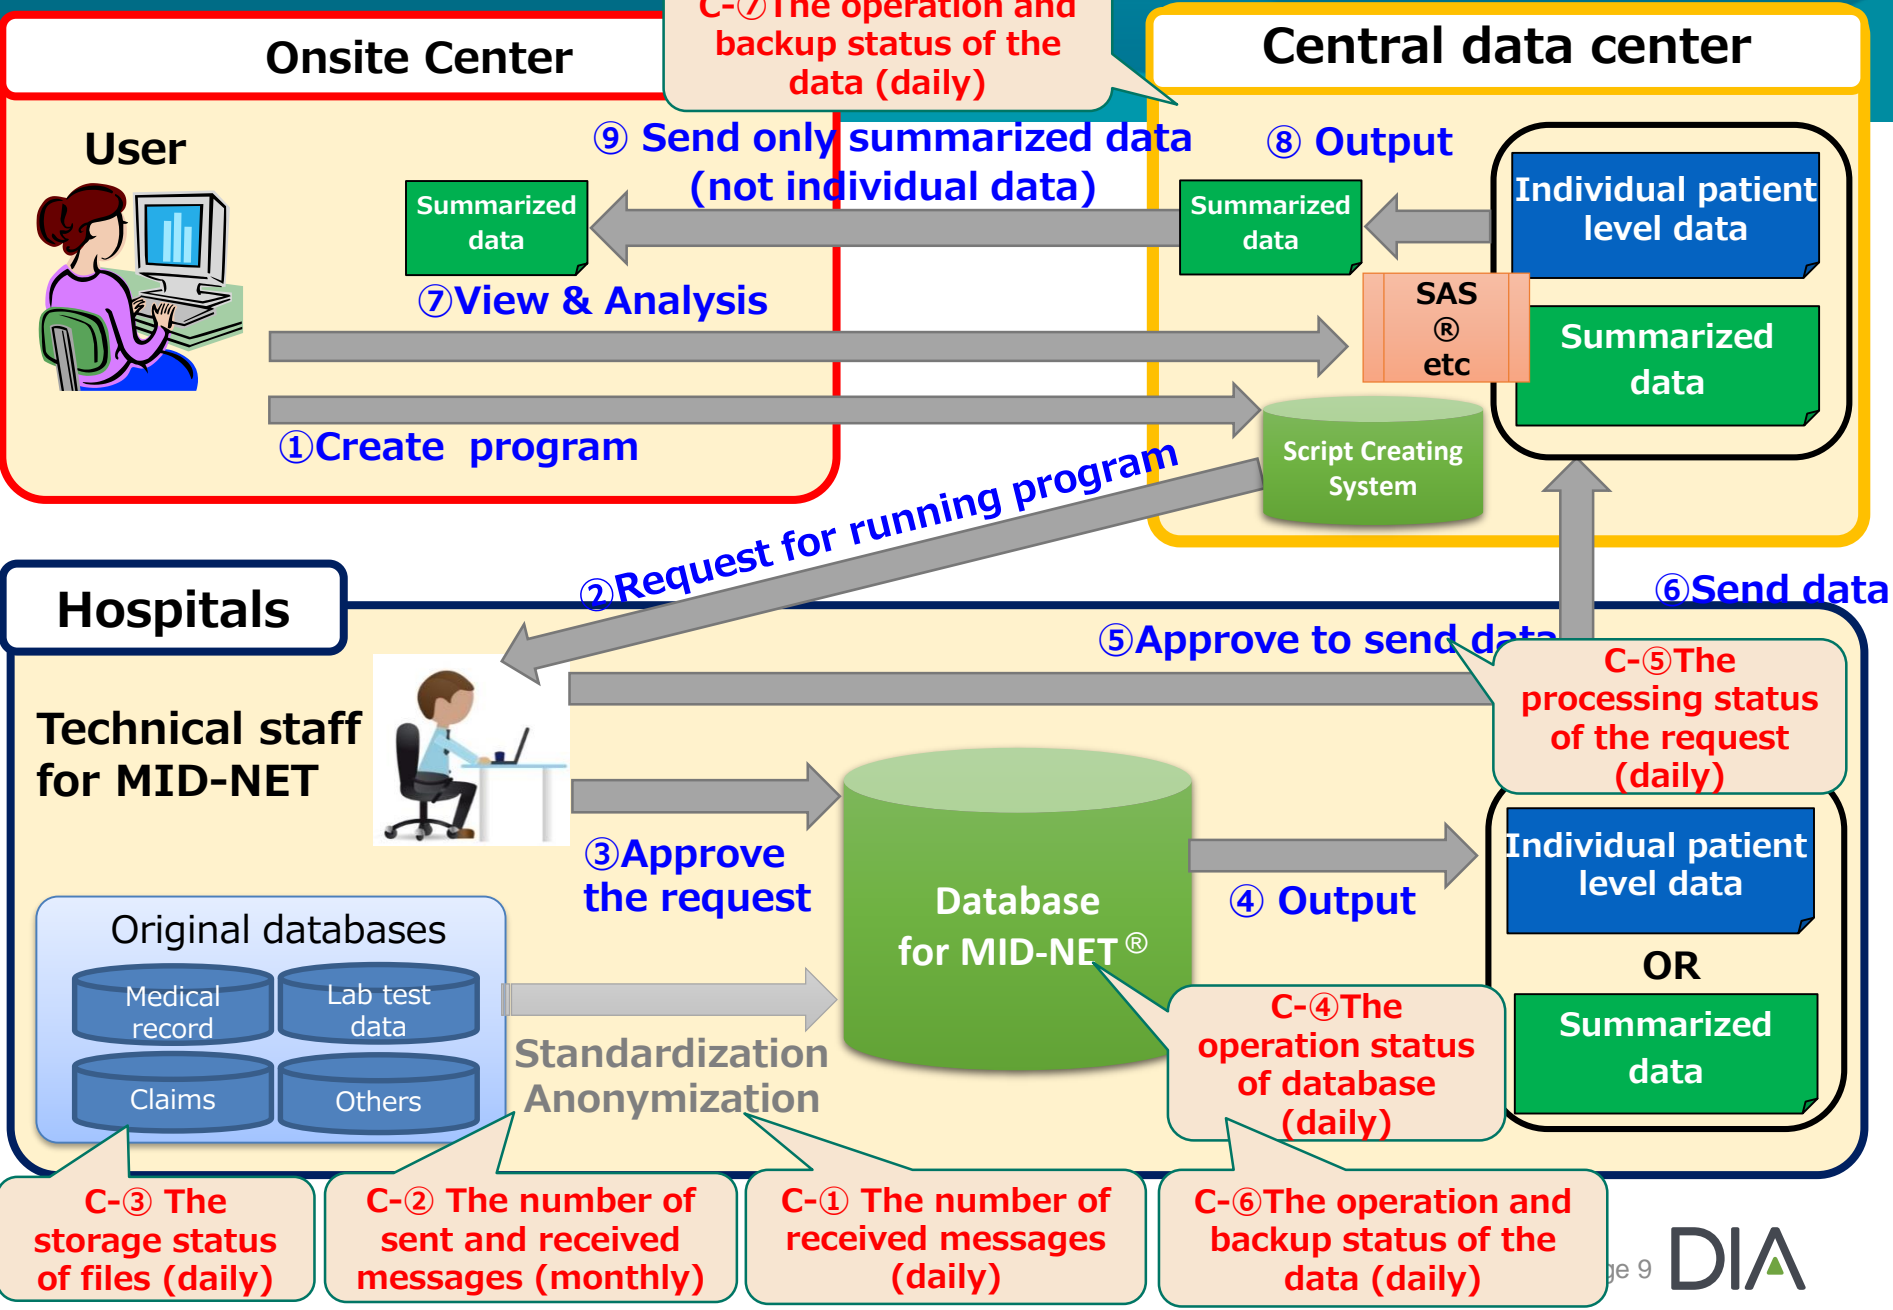 C-⑦The operation and
backup status of the
data (daily)
Onsite Center
Central data center
User
⑨ Send only summarized data
(not individual data)
⑧ Output
Summarized
data
Summarized
data
Individual patient
level data
⑦View & Analysis
SAS
®
etc
Summarized
data
①Create program
Script Creating
System
②Request for running program
⑥Send data
Hospitals
⑤Approve to send data
C-⑤The
processing status
of the request
(daily)
Technical staff
for MID-NET
③Approve
the request
Database
for MID-NET ®
④ Output
Individual patient
level data
OR
Summarized
data
Original databases
Medical
record
Lab test
data
Claims
Others
Standardization
Anonymization
C-④The
operation status
of database
(daily)
C-③ The
storage status
of files (daily)
C-② The number of
sent and received
messages (monthly)
C-① The number of
received messages
(daily)
C-⑥The operation and
backup status of the
data (daily)
ge 9
DIA